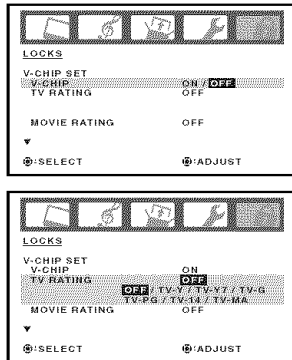 LOCKS
V-CHIP SET
V-CHIP ON / OFF
TV RATING OFF
MOVIE RATING OFF
▼
:SELECT :ADJUST
LOCKS
V-CHIP SET
V-CHIP ON
TV RATING OFF
OFF / TV-Y / TV-Y7 / TV-G
TV-PG / TV-14 / TV-MA
MOVIE RATING OFF
▼
:SELECT :ADJUST